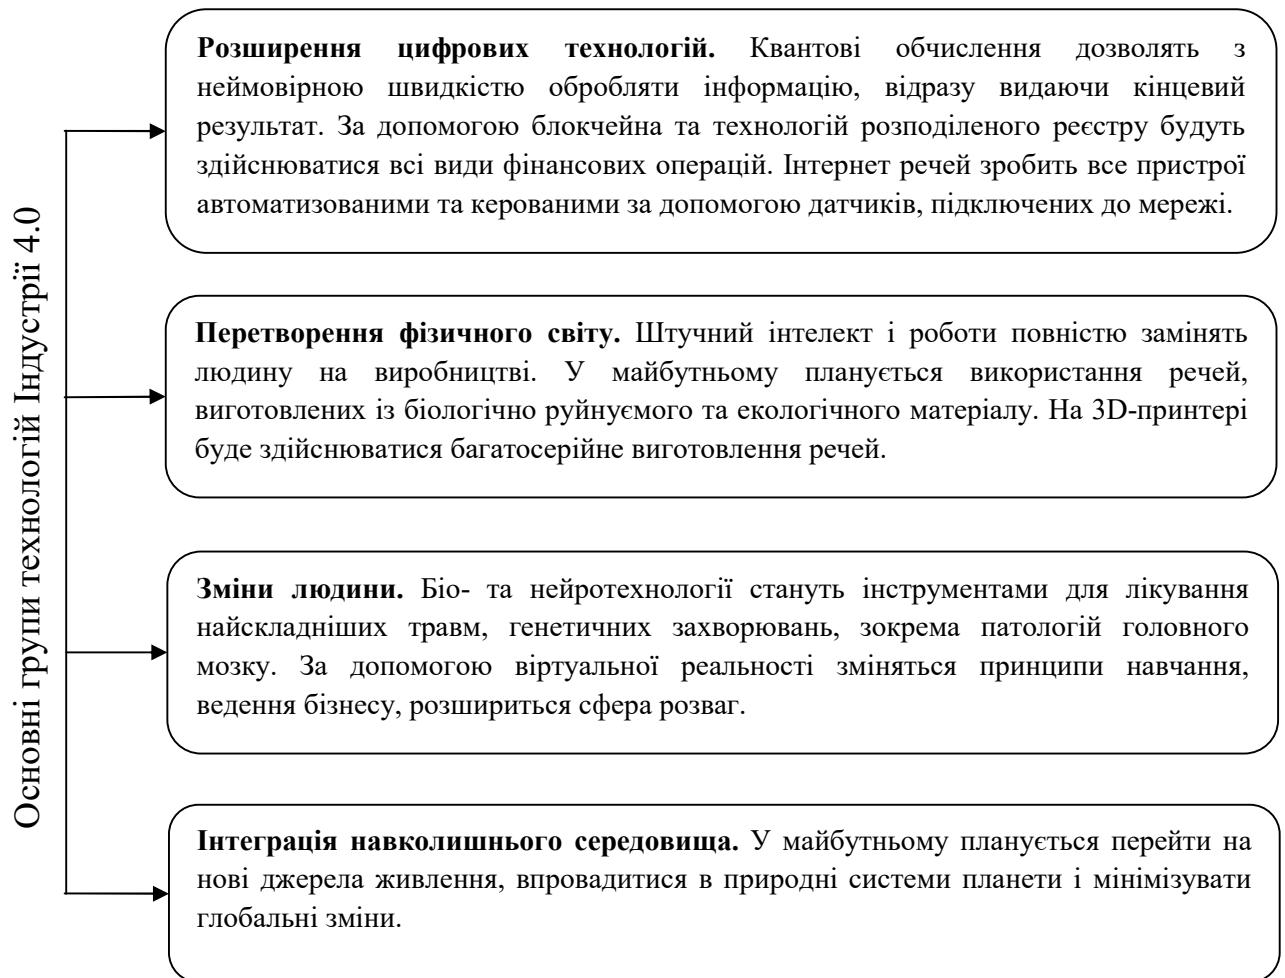 Основні групи технологій Індустрії 4.0
Розширення цифрових технологій. Квантові обчислення дозволять з
неймовірною швидкістю обробляти інформацію, відразу видаючи кінцевий
результат. За допомогою блокчейна та технологій розподіленого реєстру будуть
здійснюватися всі види фінансових операцій. Інтернет речей зробить все пристрої
автоматизованими та керованими за допомогою датчиків, підключених до мережі.
Перетворення фізичного світу. Штучний інтелект і роботи повністю замінять
людину на виробництві. У майбутньому планується використання речей,
виготовлених із біологічно руйнуємого та екологічного матеріалу. На 3D-принтері
буде здійснюватися багатосерійне виготовлення речей.
Зміни людини. Біо- та нейротехнології стануть інструментами для лікування
найскладніших травм, генетичних захворювань, зокрема патологій головного
мозку. За допомогою віртуальної реальності зміняться принципи навчання,
ведення бізнесу, розшириться сфера розваг.
Інтеграція навколишнього середовища. У майбутньому планується перейти на
нові джерела живлення, впровадитися в природні системи планети і мінімізувати
глобальні зміни.